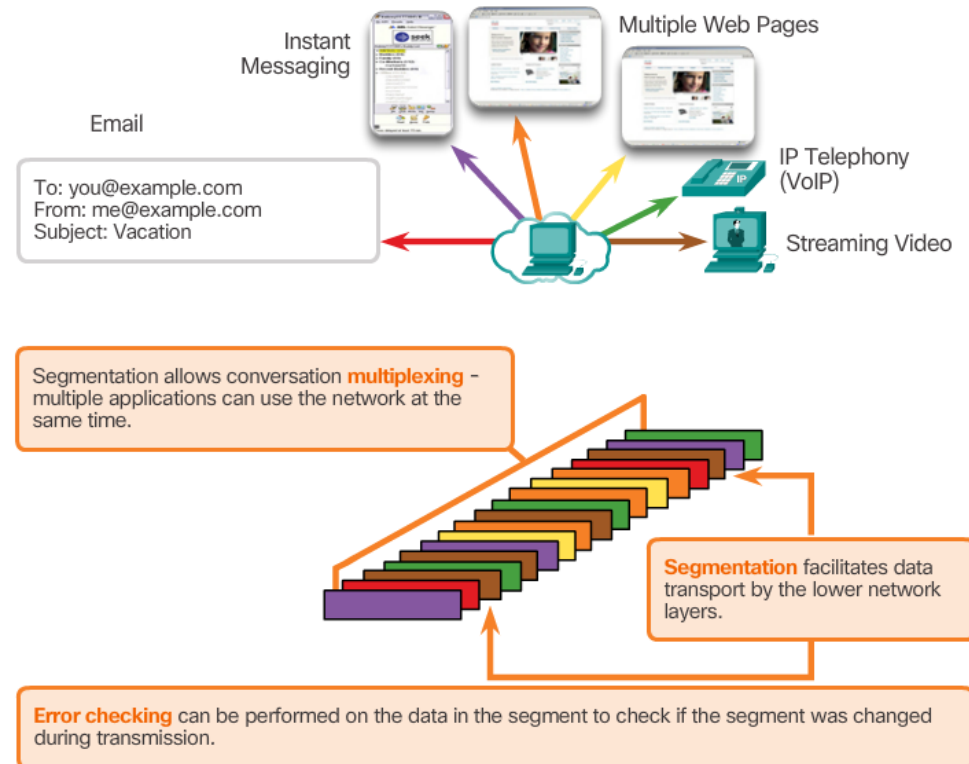 Instant
Messaging
Multiple Web Pages
seek
Email
To: you@example.com
From: me@example.com
Subject: Vacation
IP
IP Telephony
(VoIP)
Streaming Video
Segmentation allows conversation multiplexing -
multiple applications can use the network at the
same time.
Segmentation facilitates data
transport by the lower network
layers.
Error checking can be performed on the data in the segment to check if the segment was changed
during transmission.